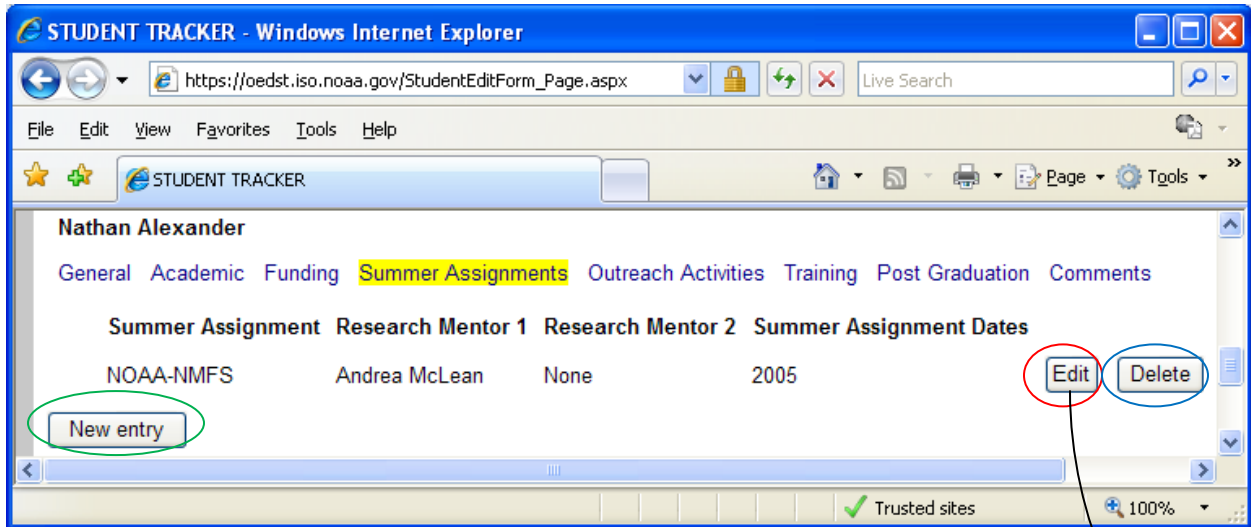 STUDENT TRACKER - Windows Internet Explorer
https://oedst.iso.noaa.gov/StudentEditForm_Page.aspx Live Search
File Edit View Favorites Tools Help
STUDENT TRACKER Page Tools »
Nathan Alexander
General Academic Funding Summer Assignments Outreach Activities Training Post Graduation Comments
Summer Assignment Research Mentor 1 Research Mentor 2 Summer Assignment Dates
NOAA-NMFS Andrea McLean None 2005 Edit Delete
New entry
Trusted sites 100%